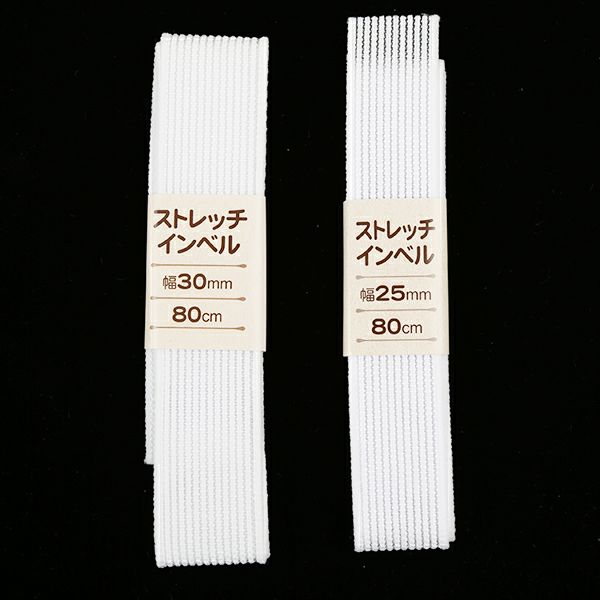 ストレッチ
インベル
幅30mm
80cm
ストレッチ
インベル
幅25mm
80cm